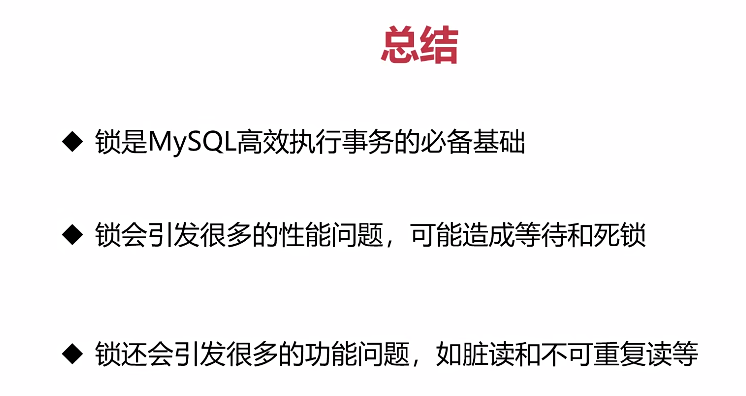 总结
◆ 锁是MySQL高效执行事务的必备基础
◆ 锁会引发很多的性能问题，可能造成等待和死锁
◆ 锁还会引发很多的功能问题，如脏读和不可重复读等